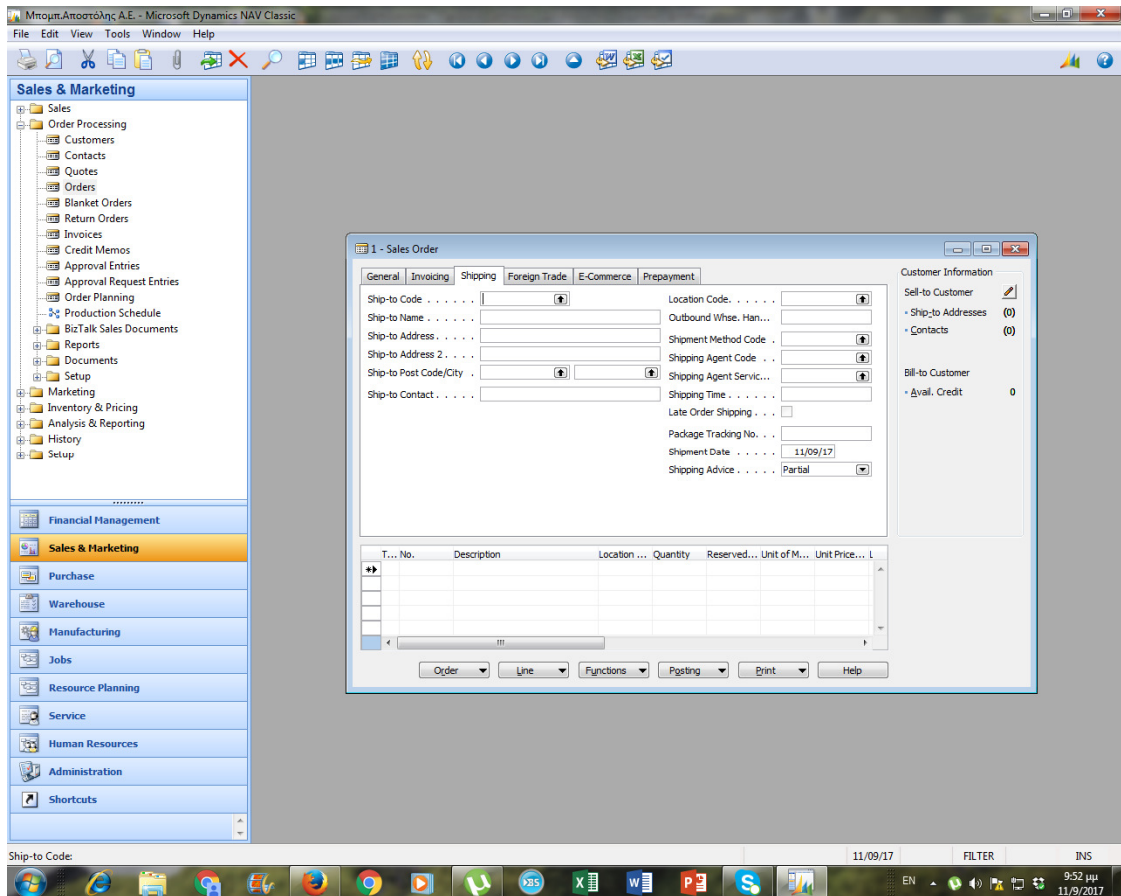 Μπομπ.Αποστόλης Α.Ε. - Microsoft Dynamics NAV Classic
File Edit View Tools Window Help
Sales & Marketing
Sales
Order Processing
Customers
Contacts
Quotes
Orders
Blanket Orders
Return Orders
Invoices
Credit Memos
Approval Entries
Approval Request Entries
Order Planning
Production Schedule
BizTalk Sales Documents
Reports
Documents
Setup
Marketing
Inventory & Pricing
Analysis & Reporting
History
Setup
Financial Management
Sales & Marketing
Purchase
Warehouse
Manufacturing
Jobs
Resource Planning
Service
Human Resources
Administration
Shortcuts
1 - Sales Order
General Invoicing Shipping Foreign Trade E-Commerce Prepayment
Ship-to Code . . . . . .
Ship-to Name . . . . . .
Ship-to Address. . . . .
Ship-to Address 2. . . .
Ship-to Post Code/City .
Ship-to Contact. . . . .
Location Code. . . . . .
Outbound Whse. Han...
Shipment Method Code .
Shipping Agent Code . .
Shipping Agent Servic...
Shipping Time . . . . . .
Late Order Shipping . . .
Package Tracking No. . .
Shipment Date . . . . . 11/09/17
Shipping Advice . . . . . Partial
Customer Information
Sell-to Customer
Ship-to Addresses (0)
Contacts (0)
Bill-to Customer
Avail. Credit 0
T... No. Description Location ... Quantity Reserved... Unit of M... Unit Price... L
Order Line Functions Posting Print Help
Ship-to Code: 11/09/17 FILTER INS
EN 9:52 μμ
11/9/2017